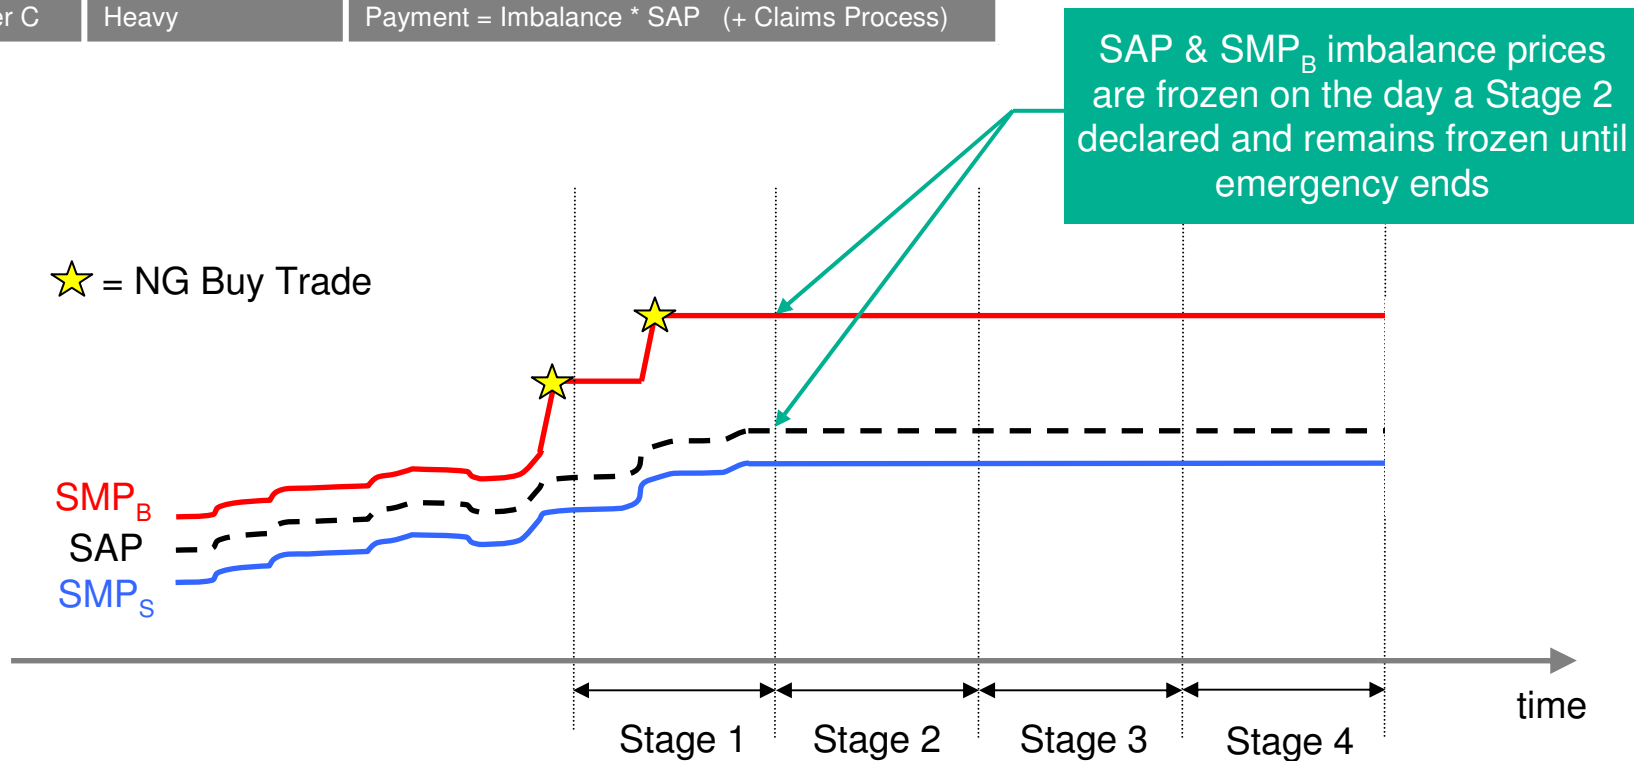 er C
Heavy
Payment = Imbalance * SAP (+ Claims Process)
SAP & SMPB imbalance prices
are frozen on the day a Stage 2
declared and remains frozen until
emergency ends
= NG Buy Trade
SMPB
SAP
SMPS
time
Stage 1
Stage 2
Stage 3
Stage 4